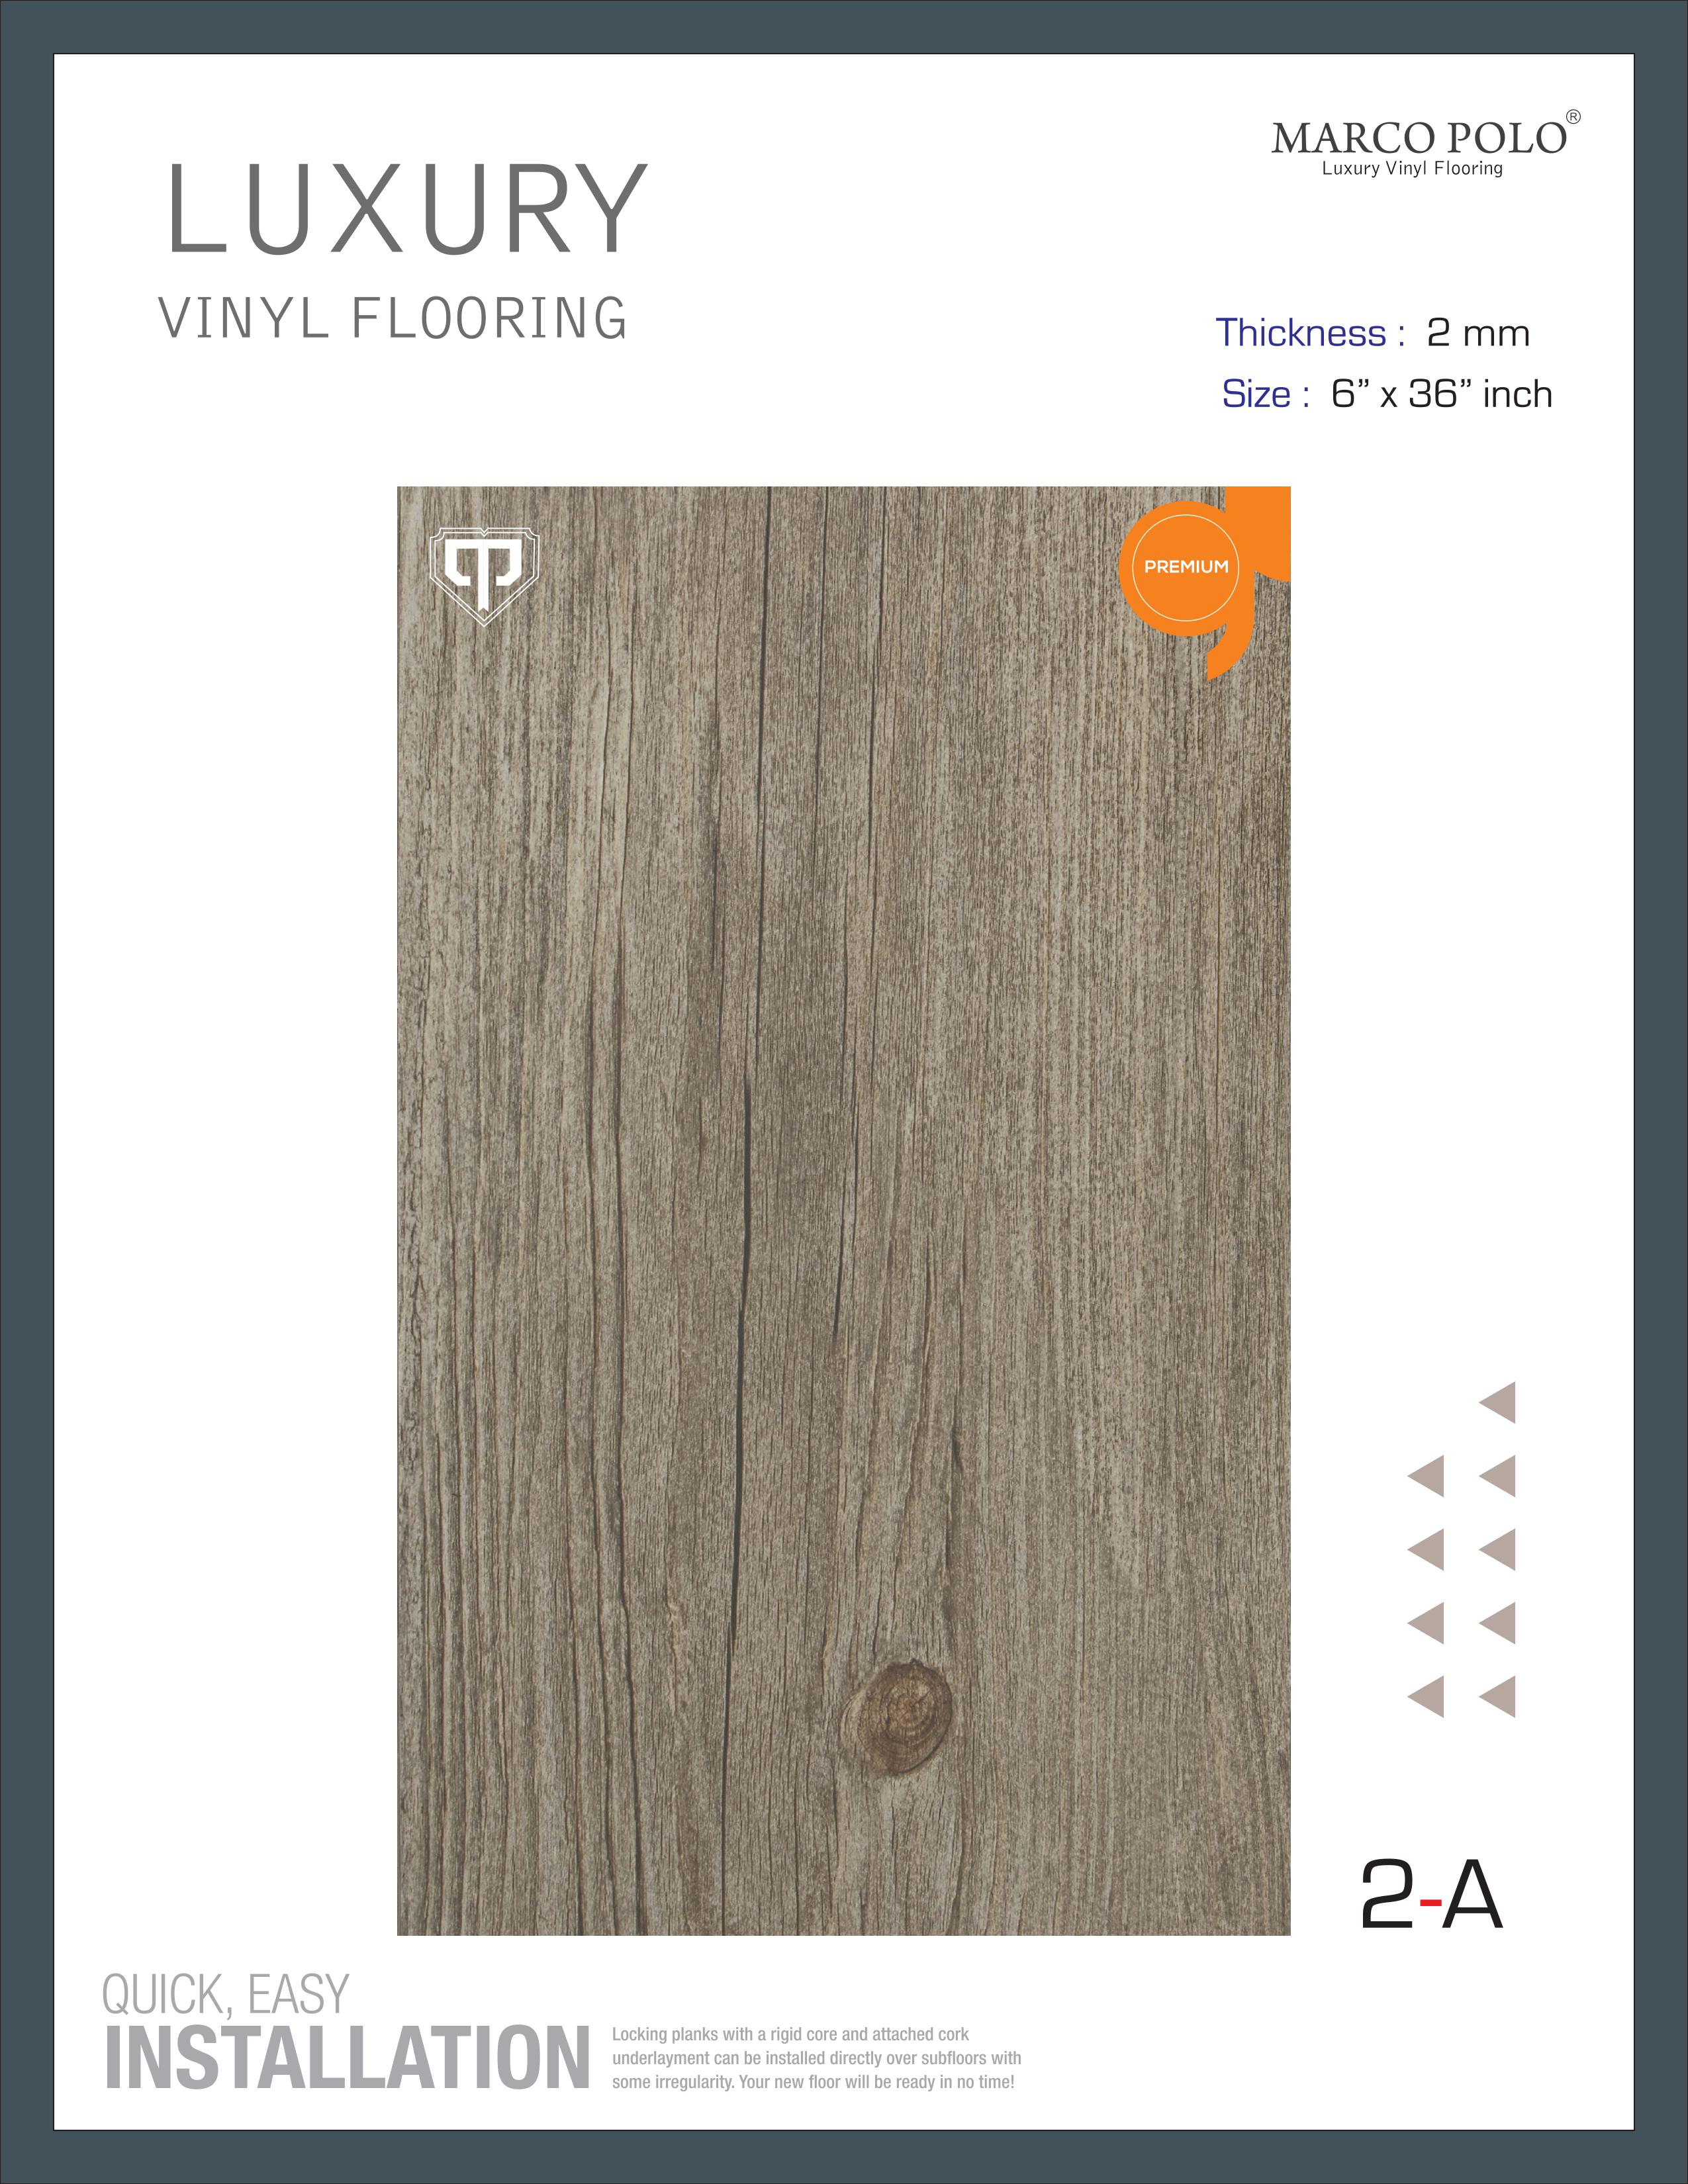 MARCO POLO®
Luxury Vinyl Flooring
LUXURY
VINYL FLOORING
Thickness : 2 mm
Size : 6” x 36” inch
PREMIUM
2-A
QUICK, EASY
INSTALLATION
Locking planks with a rigid core and attached cork
underlayment can be installed directly over subfloors with
some irregularity. Your new floor will be ready in no time!